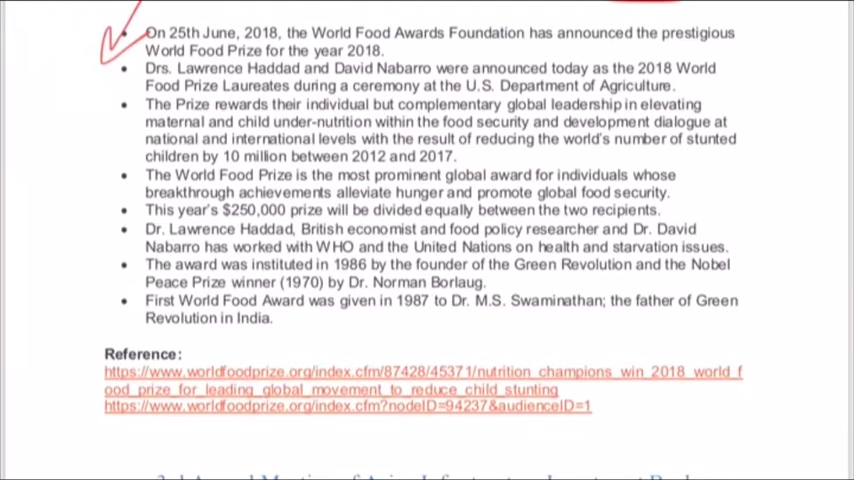 On 25th June, 2018, the World Food Awards Foundation has announced the prestigious
World Food Prize for the year 2018.
Drs. Lawrence Haddad and David Nabarro were announced today as the 2018 World
Food Prize Laureates during a ceremony at the U.S. Department of Agriculture.
The Prize rewards their individual but complementary global leadership in elevating
maternal and child under-nutrition within the food security and development dialogue at
national and international levels with the result of reducing the world's number of stunted
children by 10 million between 2012 and 2017.
The World Food Prize is the most prominent global award for individuals whose
breakthrough achievements alleviate hunger and promote global food security.
This year's $250,000 prize will be divided equally between the two recipients.
Dr. Lawrence Haddad, British economist and food policy researcher and Dr. David
Nabarro has worked with WHO and the United Nations on health and starvation issues.
The award was instituted in 1986 by the founder of the Green Revolution and the Nobel
Peace Prize winner (1970) by Dr. Norman Borlaug.
First World Food Award was given in 1987 to Dr. M.S. Swaminathan; the father of Green
Revolution in India.
Reference:
https://www.worldfoodprize.org/index.cfm/87428/45371/nutrition_champions_win_2018_world_f
ood_prize_for_leading_global_movement_to_reduce_child_stunting
https://www.worldfoodprize.org/index.cfm?nodeID=94237&audienceID=1